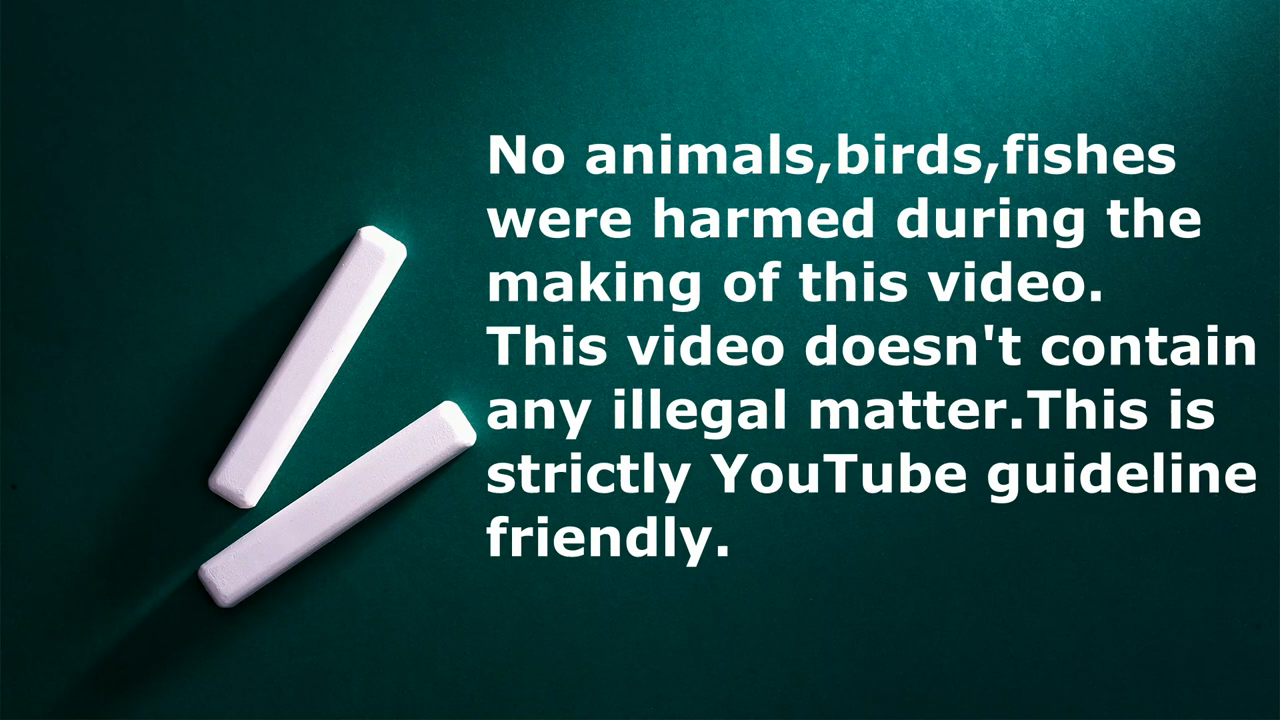 No animals,birds,fishes
were harmed during the
making of this video.
This video doesn't contain
any illegal matter.This is
strictly YouTube guideline
friendly.